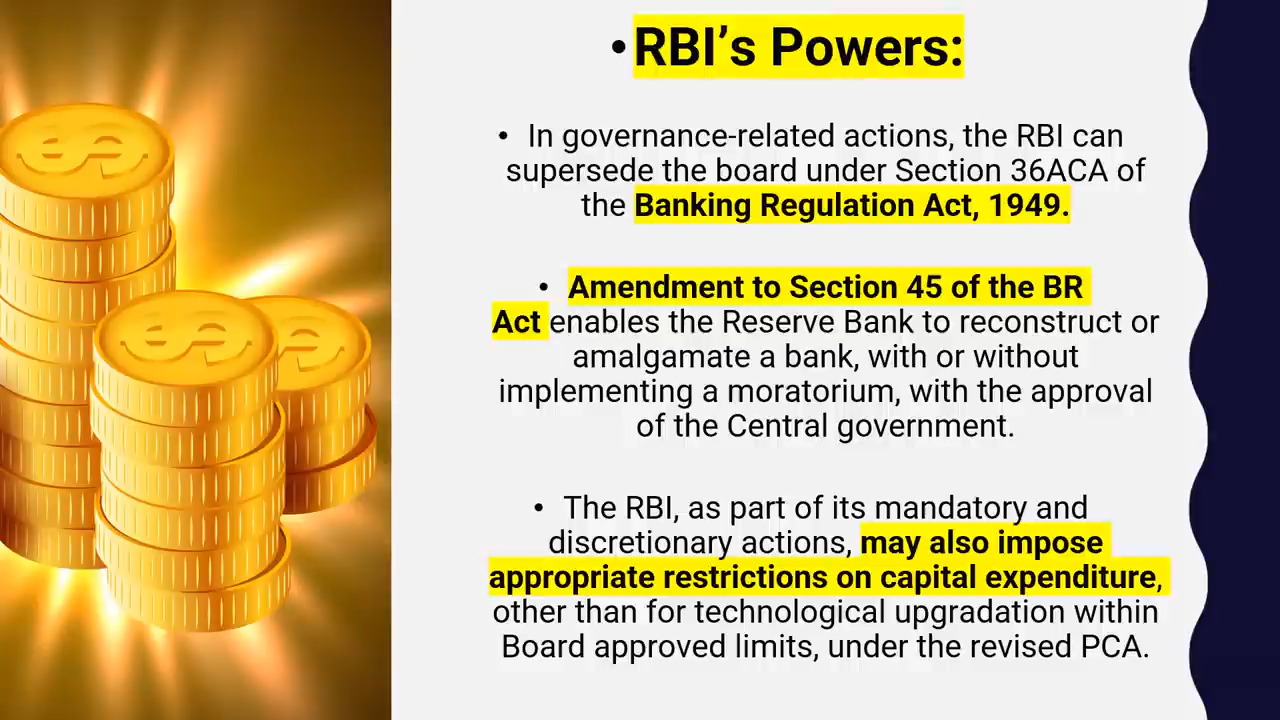 •RBI’s Powers:
• In governance-related actions, the RBI can
supersede the board under Section 36ACA of
the Banking Regulation Act, 1949.
• Amendment to Section 45 of the BR
Act enables the Reserve Bank to reconstruct or
amalgamate a bank, with or without
implementing a moratorium, with the approval
of the Central government.
• The RBI, as part of its mandatory and
discretionary actions, may also impose
appropriate restrictions on capital expenditure,
other than for technological upgradation within
Board approved limits, under the revised PCA.